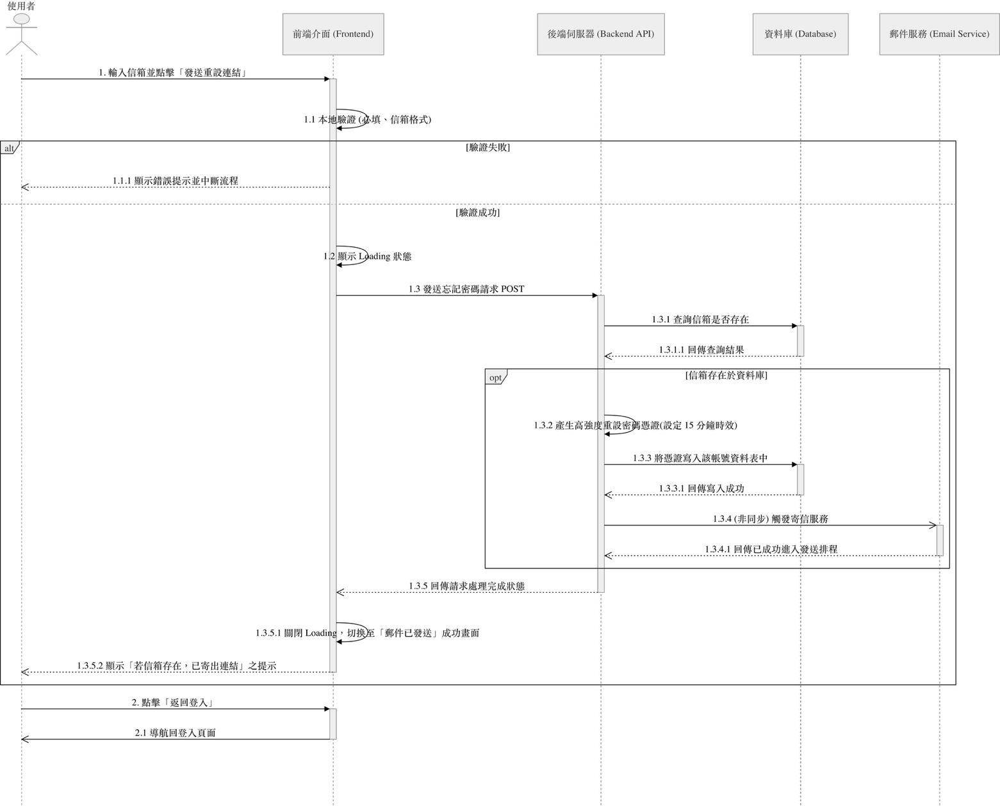 使用者
前端介面 (Frontend)
後端伺服器 (Backend API)
資料庫 (Database)
郵件服務 (Email Service)
1. 輸入信箱並點擊「發送重設連結」
1.1 本地驗證 (必填、信箱格式)
alt
[驗證失敗]
1.1.1 顯示錯誤提示並中斷流程
[驗證成功]
1.2 顯示 Loading 狀態
1.3 發送忘記密碼請求 POST
1.3.1 查詢信箱是否存在
1.3.1.1 回傳查詢結果
opt
[信箱存在於資料庫]
1.3.2 產生高強度重設密碼憑證(設定 15 分鐘時效)
1.3.3 將憑證寫入該帳號資料表中
1.3.3.1 回傳寫入成功
1.3.4 (非同步) 觸發寄信服務
1.3.4.1 回傳已成功進入發送排程
1.3.5 回傳請求處理完成狀態
1.3.5.1 關閉 Loading，切換至「郵件已發送」成功畫面
1.3.5.2 顯示「若信箱存在，已寄出連結」之提示
2. 點擊「返回登入」
2.1 導航回登入頁面